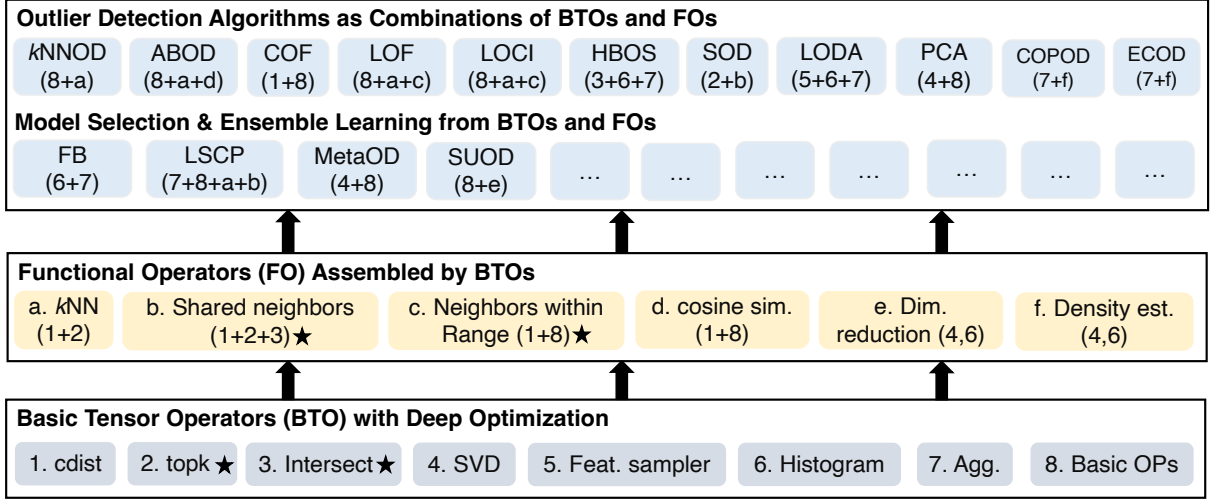 Outlier Detection Algorithms as Combinations of BTOs and FOs
kNNOD ABOD COF LOF LOCI HBOS SOD LODA PCA COPOD ECOD
(8+a) (8+a+d) (1+8) (8+a+c) (8+a+c) (3+6+7) (2+b) (5+6+7) (4+8) (7+f) (7+f)
Model Selection & Ensemble Learning from BTOs and FOs
FB LSCP MetaOD SUOD
(6+7) (7+8+a+b) (4+8) (8+e) ... ... ... ... ... ... ...
Functional Operators (FO) Assembled by BTOs
a. kNN b. Shared neighbors c. Neighbors within d. cosine sim. e. Dim. f. Density est.
(1+2) (1+2+3)★ Range (1+8)★ (1+8) reduction (4,6) (4,6)
Basic Tensor Operators (BTO) with Deep Optimization
1. cdist 2. topk★ 3. Intersect★ 4. SVD 5. Feat. sampler 6. Histogram 7. Agg. 8. Basic OPs